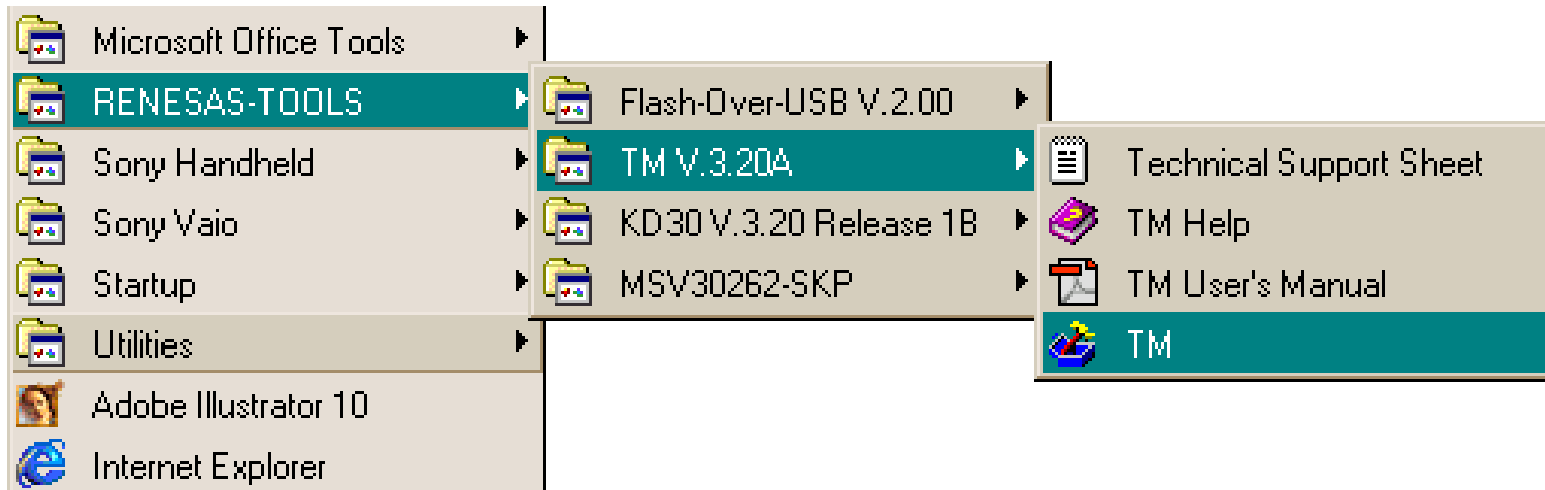 Microsoft Office Tools
RENESAS-TOOLS
Sony Handheld
Sony Vaio
Startup
Utilities
Adobe Illustrator 10
Internet Explorer
Flash-Over-USB V.2.00
TM V.3.20A
KD30 V.3.20 Release 1B
MSV30262-SKP
Technical Support Sheet
TM Help
TM User's Manual
TM